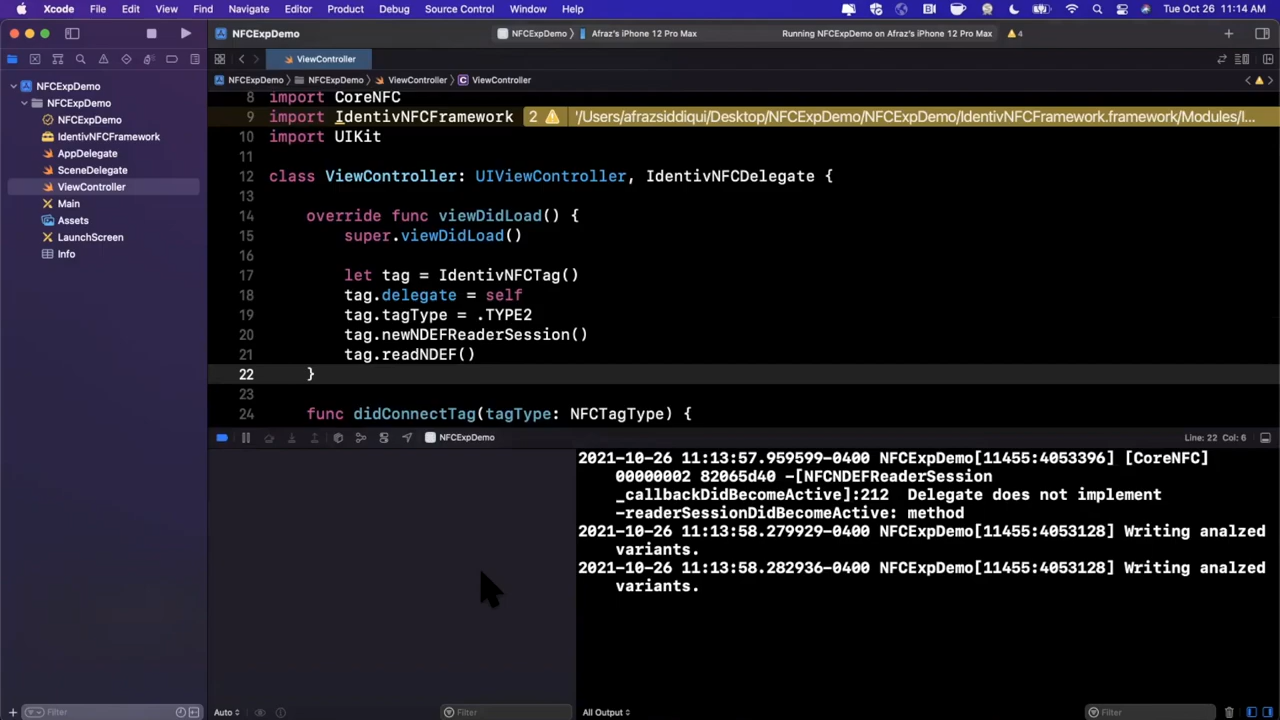 Xcode File Edit View Find Navigate Editor Product Debug Source Control Window Help Tue Oct 26 11:14 AM
NFCExpDemo NFCExpDemo 〉 Afraz's iPhone 12 Pro Max Running NFCExpDemo on Afraz's iPhone 12 Pro Max 4
ViewController
NFCExpDemo 〉 NFCExpDemo 〉 ViewController 〉 ViewController
NFCExpDemo
NFCExpDemo
NFCExpDemo
IdentivNFCFramework
AppDelegate
SceneDelegate
ViewController
Main
Assets
LaunchScreen
Info
8 import CoreNFC
9 import IdentivNFCFramework 2 '/Users/afrazsiddiqui/Desktop/NFCExpDemo/NFCExpDemo/IdentivNFCFramework.framework/Modules/I...
10 import UIKit
11
12 class ViewController: UIViewController, IdentivNFCDelegate {
13
14 override func viewDidLoad() {
15 super.viewDidLoad()
16
17 let tag = IdentivNFCTag()
18 tag.delegate = self
19 tag.tagType = .TYPE2
20 tag.newNDEFReaderSession()
21 tag.readNDEF()
22 }
23
24 func didConnectTag(tagType: NFCTagType) {
NFCExpDemo Line: 22 Col: 6
2021-10-26 11:13:57.959599-0400 NFCExpDemo[11455:4053396] [CoreNFC]
00000002 82065d40 -[NFCNDEFReaderSession
_callbackDidBecomeActive]:212 Delegate does not implement
-readerSessionDidBecomeActive: method
2021-10-26 11:13:58.279929-0400 NFCExpDemo[11455:4053128] Writing analzed
variants.
2021-10-26 11:13:58.282936-0400 NFCExpDemo[11455:4053128] Writing analzed
variants.
Filter Auto Filter All Output Filter